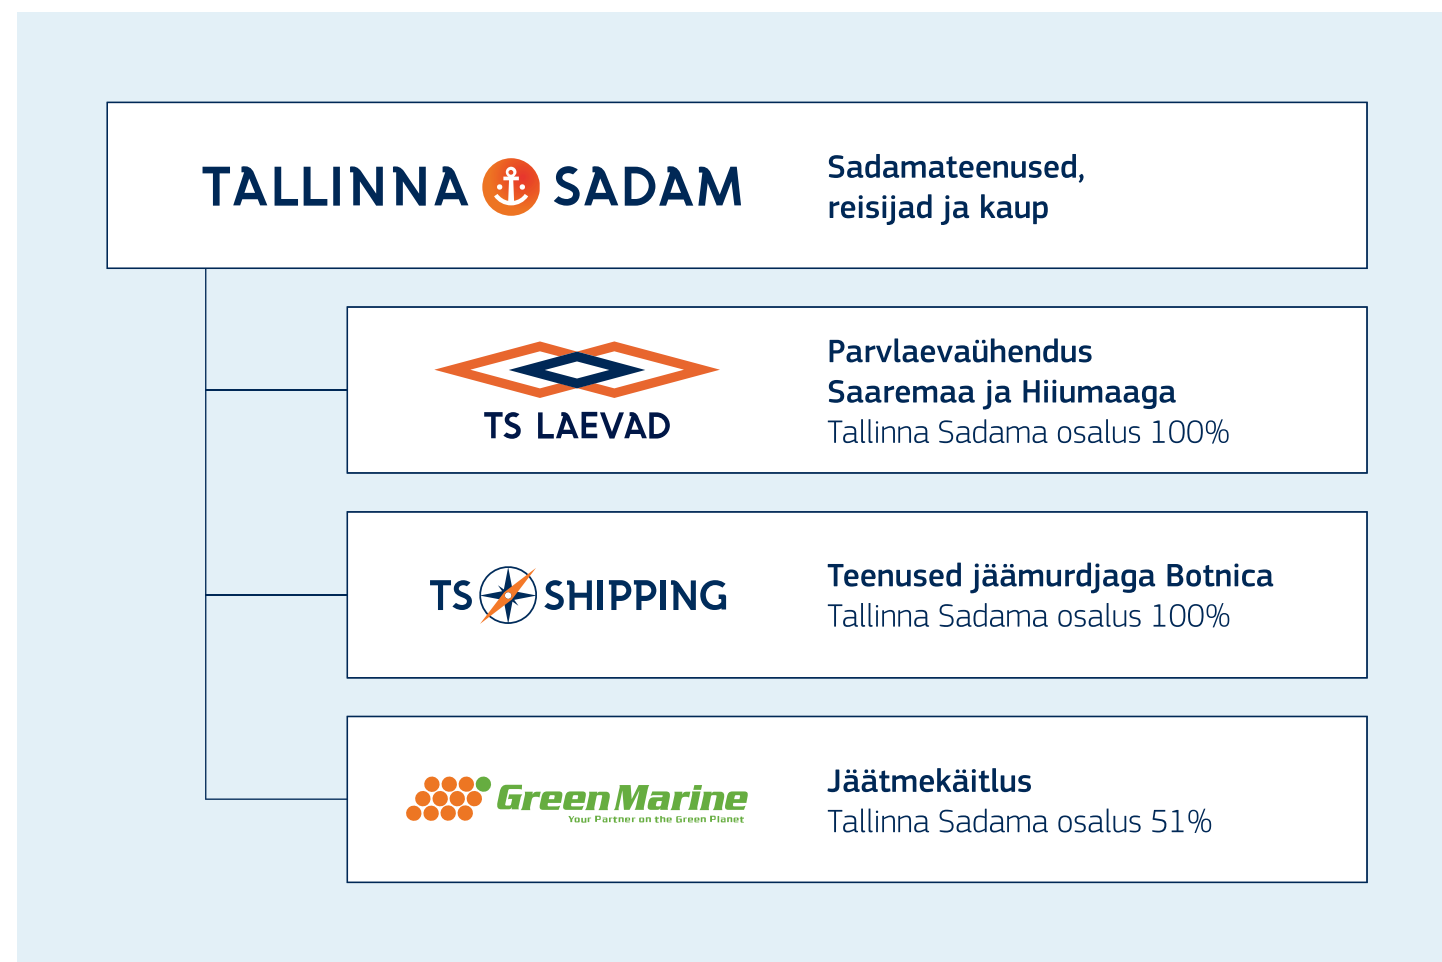 TALLINNA SADAM
Sadamateenused,
reisijad ja kaup
TS LAEVAD
Parvlaevaühendus
Saaremaa ja Hiiumaaga
Tallinna Sadama osalus 100%
TS SHIPPING
Teenused jäämurdjaga Botnica
Tallinna Sadama osalus 100%
Green Marine
Your Partner on the Green Planet
Jäätmekäitlus
Tallinna Sadama osalus 51%